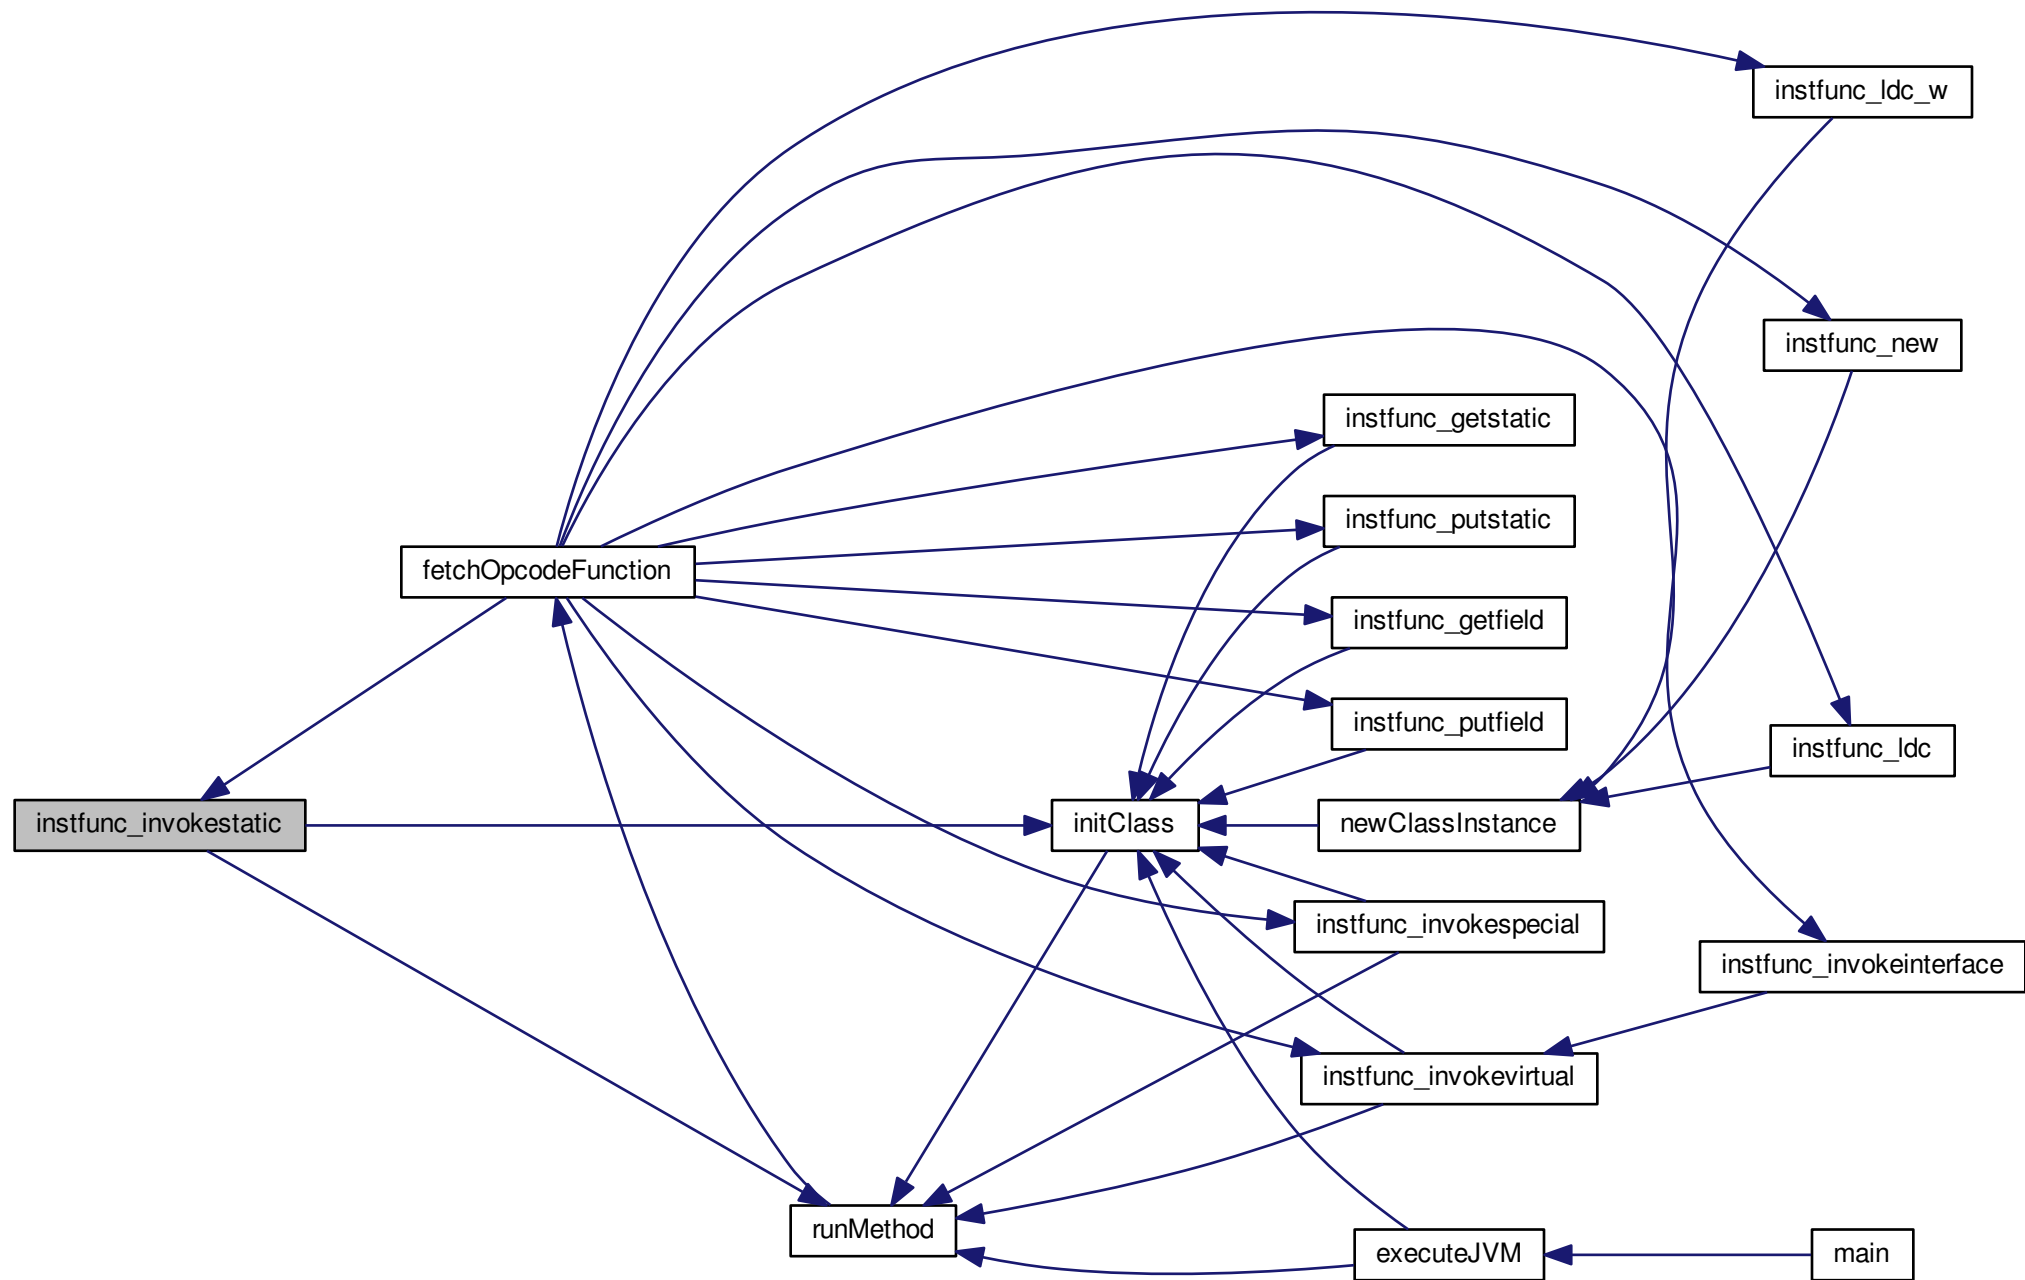 instfunc_ldc_w
instfunc_new
instfunc_getstatic
instfunc_putstatic
fetchOpcodeFunction
instfunc_getfield
instfunc_putfield
instfunc_ldc
instfunc_invokestatic
initClass
newClassInstance
instfunc_invokespecial
instfunc_invokeinterface
instfunc_invokevirtual
runMethod
executeJVM
main